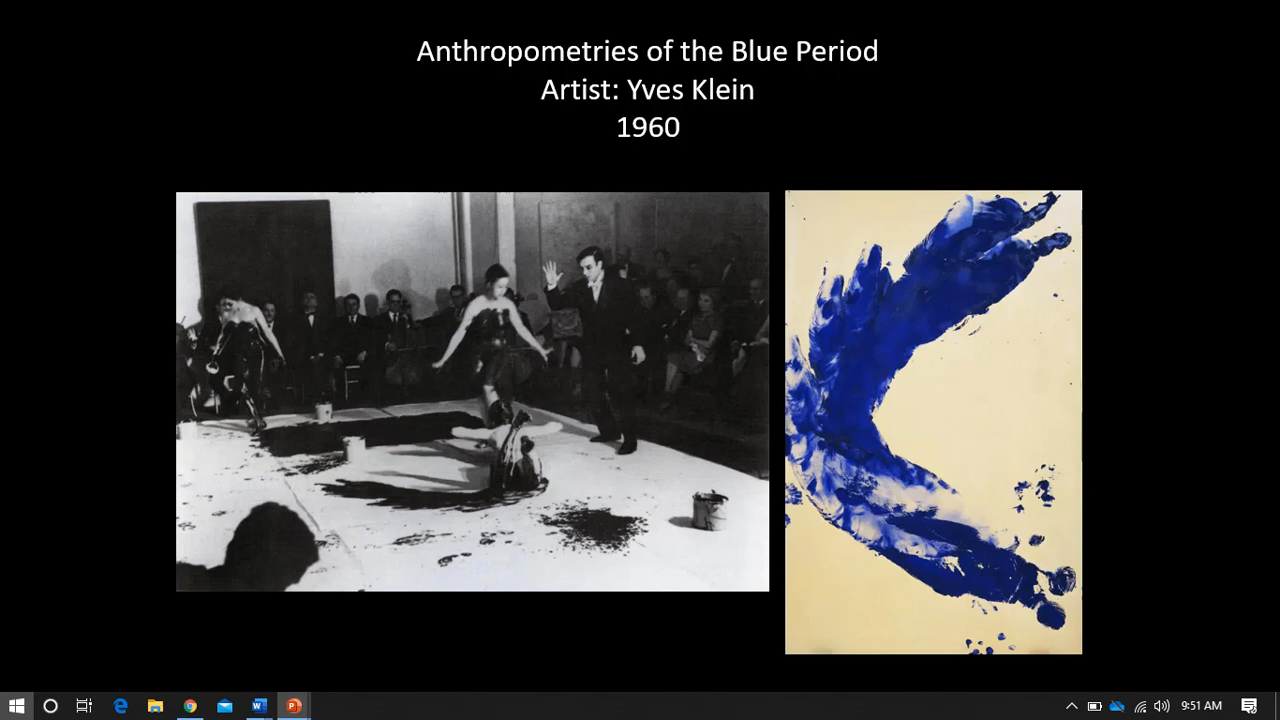 Anthropometries of the Blue Period
Artist: Yves Klein
1960
9:51 AM